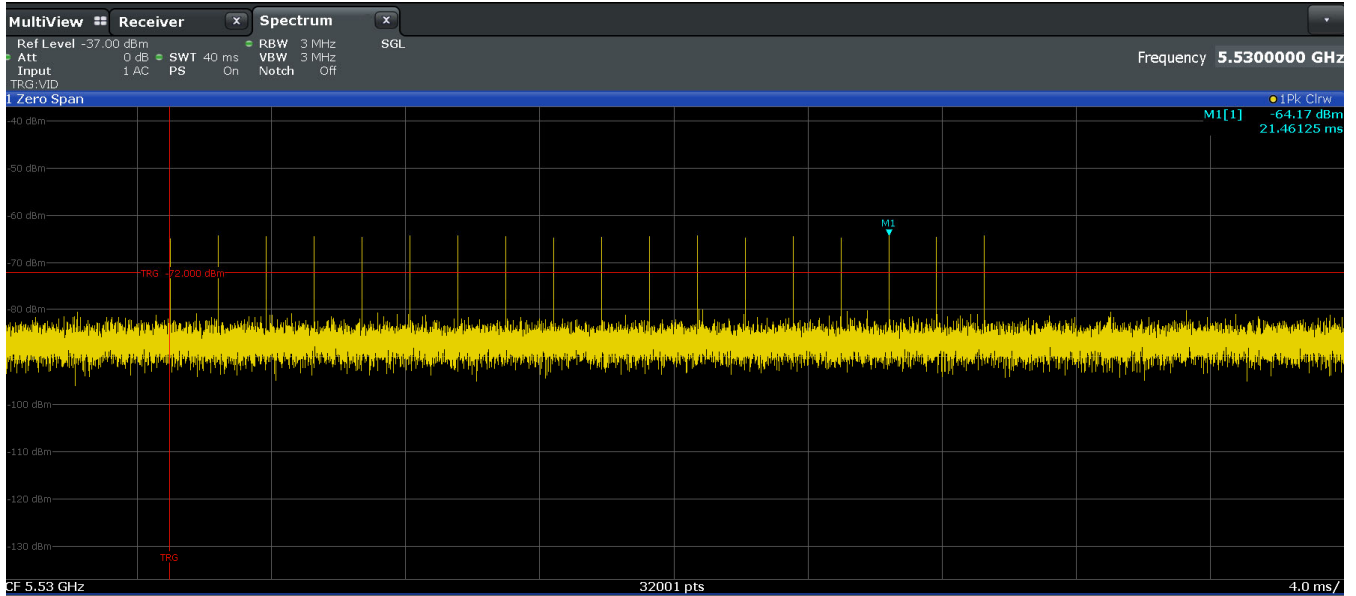 MultiView Receiver X Spectrum X
Ref Level -37.00 dBm RBW 3 MHz SGL
Att 0 dB SWT 40 ms VBW 3 MHz
Input 1 AC PS On Notch Off
TRG:VID
Frequency 5.5300000 GHz
1 Zero Span 1Pk Clrw
M1[1] -64.17 dBm
21.46125 ms
-40 dBm
-50 dBm
-60 dBm
M1
-70 dBm
TRG -72.000 dBm
-80 dBm
-100 dBm
-110 dBm
-120 dBm
-130 dBm
TRG
CF 5.53 GHz 32001 pts 4.0 ms/